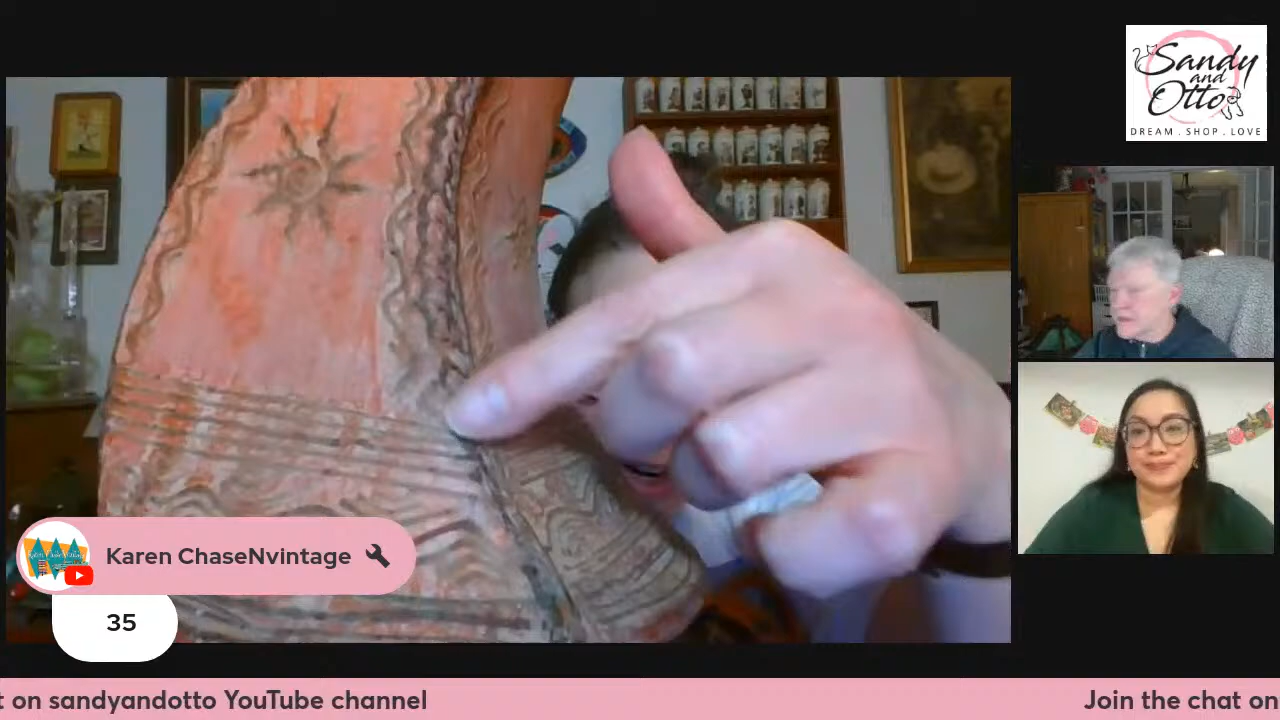 Sandy
and
Otto
DREAM . SHOP . LOVE
Karen ChaseNvintage
35
t on sandyandotto YouTube channel
Join the chat on